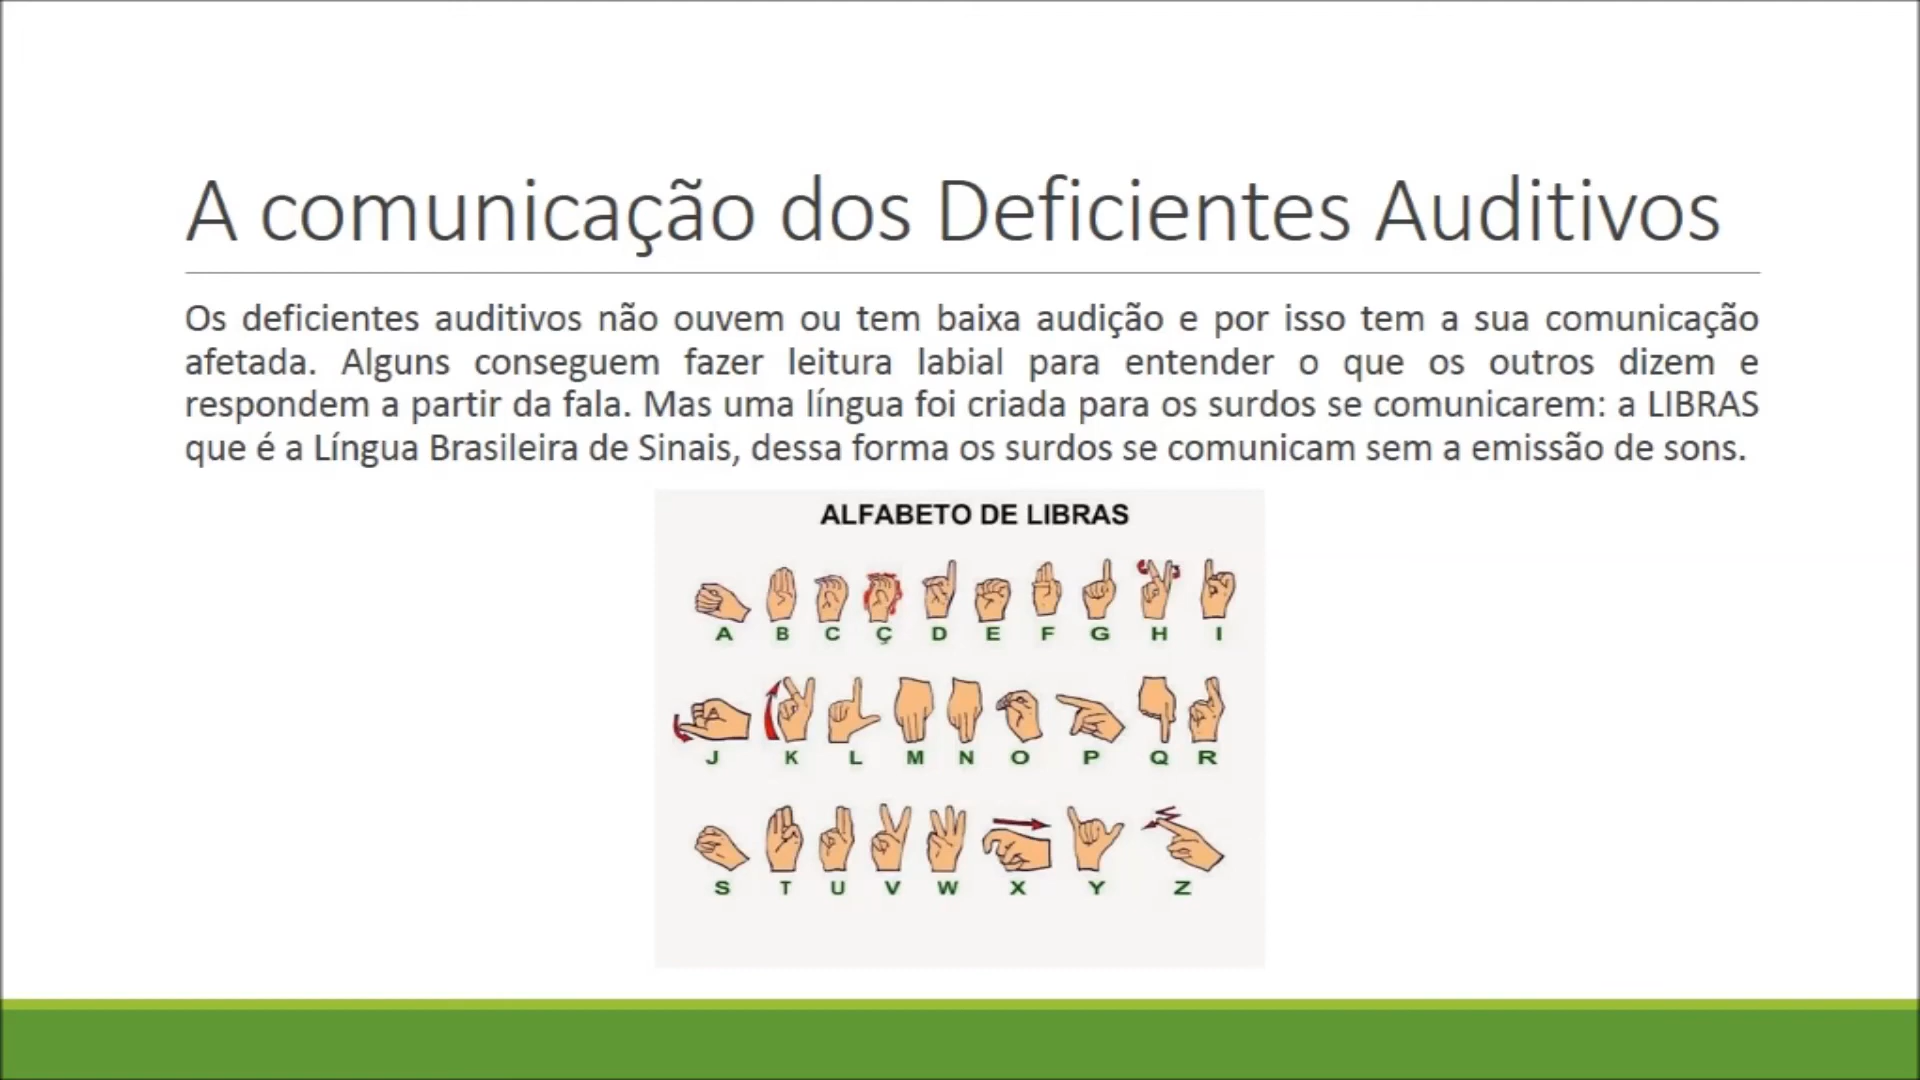 A comunicação dos Deficientes Auditivos
Os deficientes auditivos não ouvem ou tem baixa audição e por isso tem a sua comunicação
afetada. Alguns conseguem fazer leitura labial para entender o que os outros dizem e
respondem a partir da fala. Mas uma língua foi criada para os surdos se comunicarem: a LIBRAS
que é a Língua Brasileira de Sinais, dessa forma os surdos se comunicam sem a emissão de sons.
ALFABETO DE LIBRAS
A B C Ç D E F G H I
J K L M N O P Q R
S T U V W X Y Z